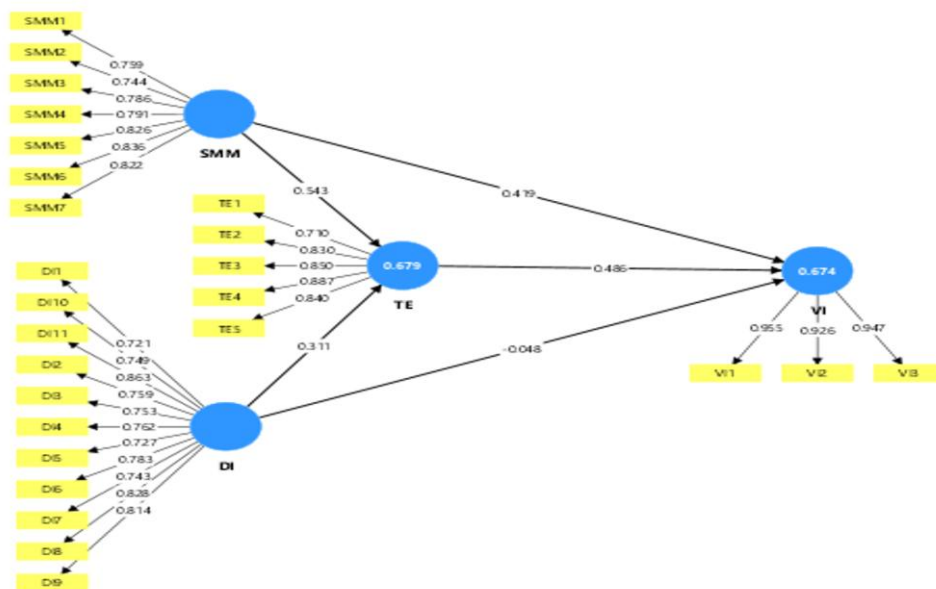 SMM1
SMM2
SMM3
SMM4
SMM5
SMM6
SMM7
0.759
0.744
0.786
0.791
0.826
0.836
0.822
SMM
0.543
0.419
TE1
TE2
TE3
TE4
TE5
0.710
0.830
0.850
0.887
0.840
0.679
TE
0.486
0.674
VI
0.955
0.926
0.947
VI1
VI2
VI3
DI1
DI10
DI11
DI2
DI3
DI4
DI5
DI6
DI7
DI8
DI9
0.721
0.749
0.863
0.759
0.753
0.762
0.727
0.783
0.743
0.828
0.814
DI
0.311
-0.048